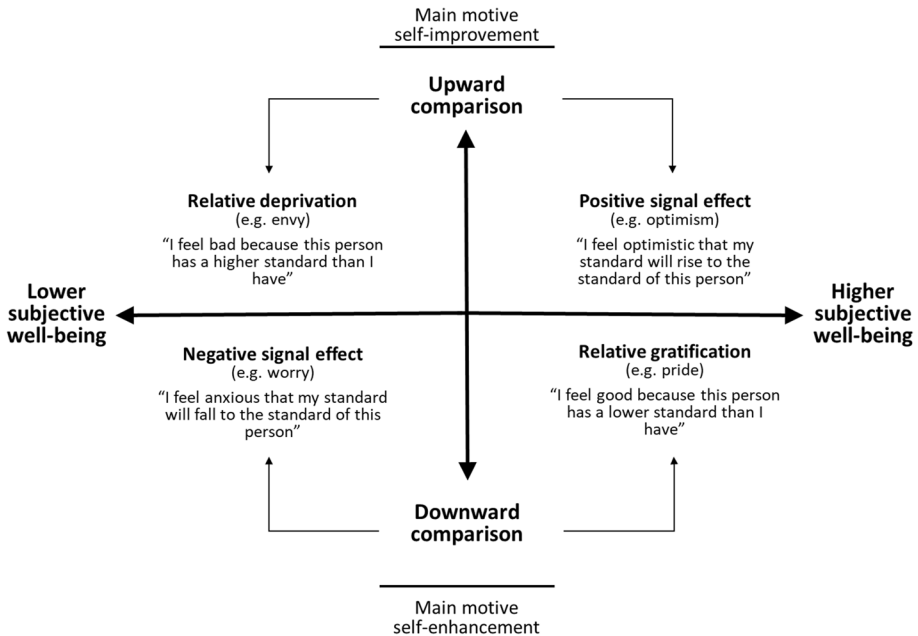 Main motive
self-improvement
Upward
comparison
Relative deprivation
(e.g. envy)
“I feel bad because this person
has a higher standard than I
have”
Positive signal effect
(e.g. optimism)
“I feel optimistic that my
standard will rise to the
standard of this person”
Lower
subjective
well-being
Higher
subjective
well-being
Negative signal effect
(e.g. worry)
“I feel anxious that my standard
will fall to the standard of this
person”
Relative gratification
(e.g. pride)
“I feel good because this person
has a lower standard than I
have”
Downward
comparison
Main motive
self-enhancement